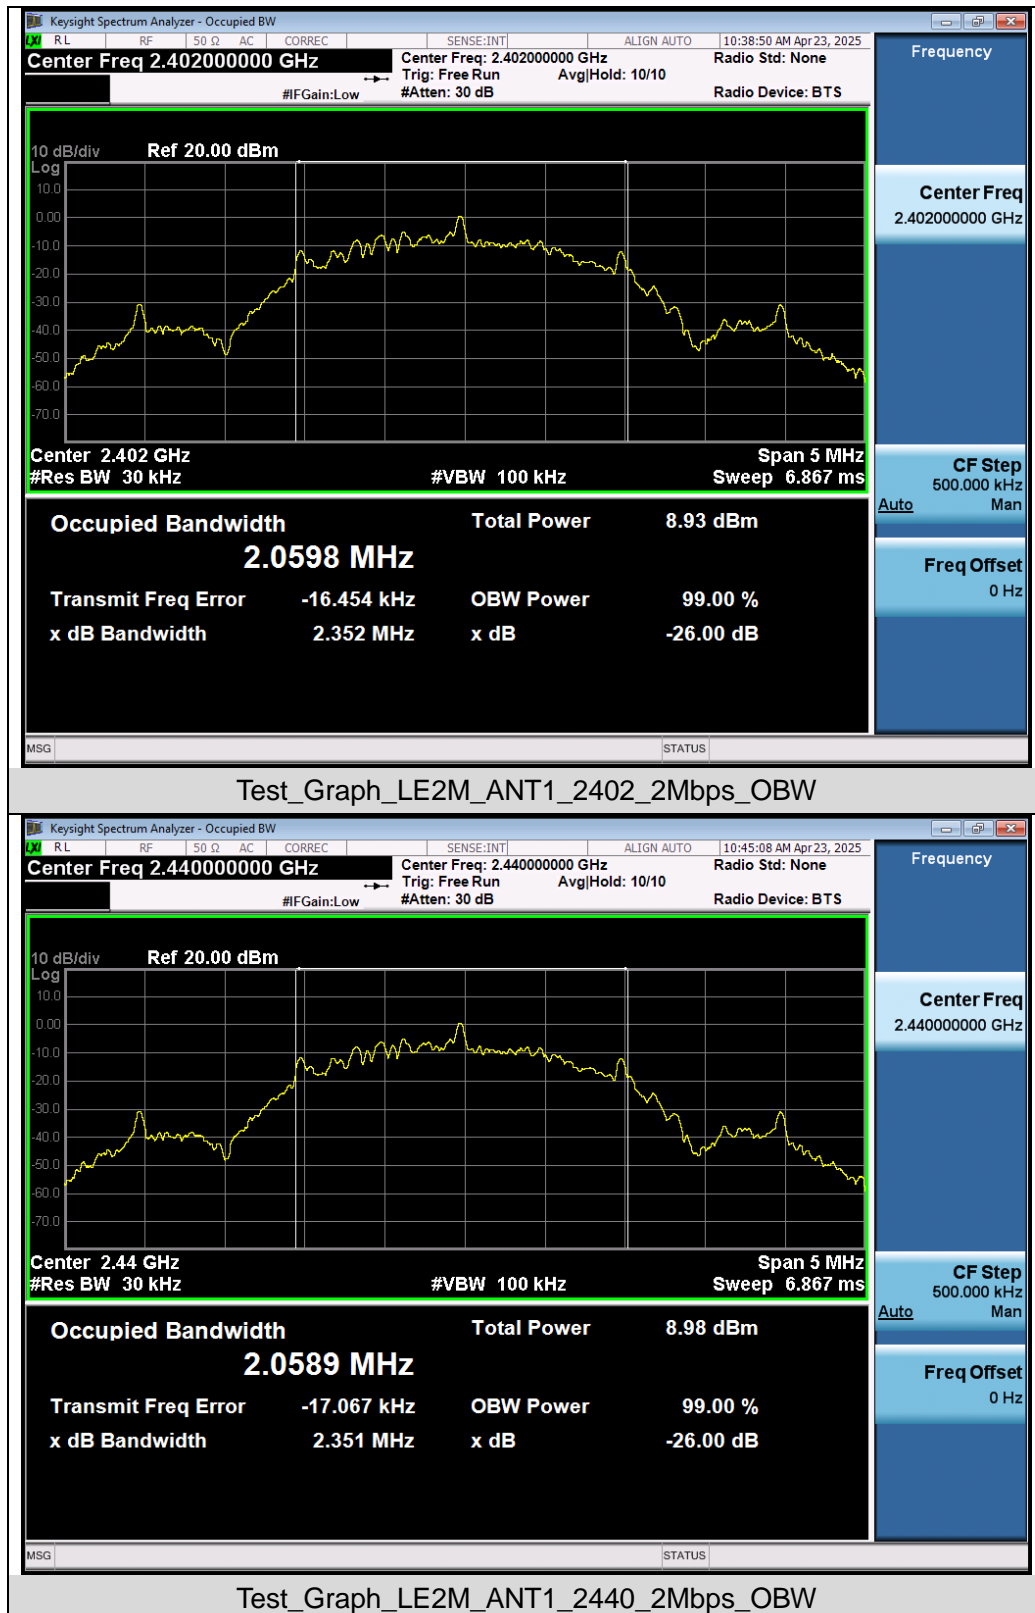 Keysight Spectrum Analyzer - Occupied BW
LXI RL RF 50 Ω AC CORREC SENSE:INT ALIGN AUTO 10:38:50 AM Apr 23, 2025
Center Freq 2.402000000 GHz
Center Freq: 2.402000000 GHz
Radio Std: None
Trig: Free Run Avg|Hold: 10/10
#IFGain:Low
#Atten: 30 dB
Radio Device: BTS
10 dB/div Ref 20.00 dBm
Log
10.0
0.00
-10.0
-20.0
-30.0
-40.0
-50.0
-60.0
-70.0
Center 2.402 GHz Span 5 MHz
#Res BW 30 kHz #VBW 100 kHz Sweep 6.867 ms
Occupied Bandwidth Total Power 8.93 dBm
2.0598 MHz
Transmit Freq Error -16.454 kHz OBW Power 99.00 %
x dB Bandwidth 2.352 MHz x dB -26.00 dB
MSG STATUS
Frequency
Center Freq
2.402000000 GHz
CF Step
500.000 kHz
Auto Man
Freq Offset
0 Hz
Test_Graph_LE2M_ANT1_2402_2Mbps_OBW
Keysight Spectrum Analyzer - Occupied BW
LXI RL RF 50 Ω AC CORREC SENSE:INT ALIGN AUTO 10:45:08 AM Apr 23, 2025
Center Freq 2.440000000 GHz
Center Freq: 2.440000000 GHz
Radio Std: None
Trig: Free Run Avg|Hold: 10/10
#IFGain:Low
#Atten: 30 dB
Radio Device: BTS
10 dB/div Ref 20.00 dBm
Log
10.0
0.00
-10.0
-20.0
-30.0
-40.0
-50.0
-60.0
-70.0
Center 2.44 GHz Span 5 MHz
#Res BW 30 kHz #VBW 100 kHz Sweep 6.867 ms
Occupied Bandwidth Total Power 8.98 dBm
2.0589 MHz
Transmit Freq Error -17.067 kHz OBW Power 99.00 %
x dB Bandwidth 2.351 MHz x dB -26.00 dB
MSG STATUS
Frequency
Center Freq
2.440000000 GHz
CF Step
500.000 kHz
Auto Man
Freq Offset
0 Hz
Test_Graph_LE2M_ANT1_2440_2Mbps_OBW